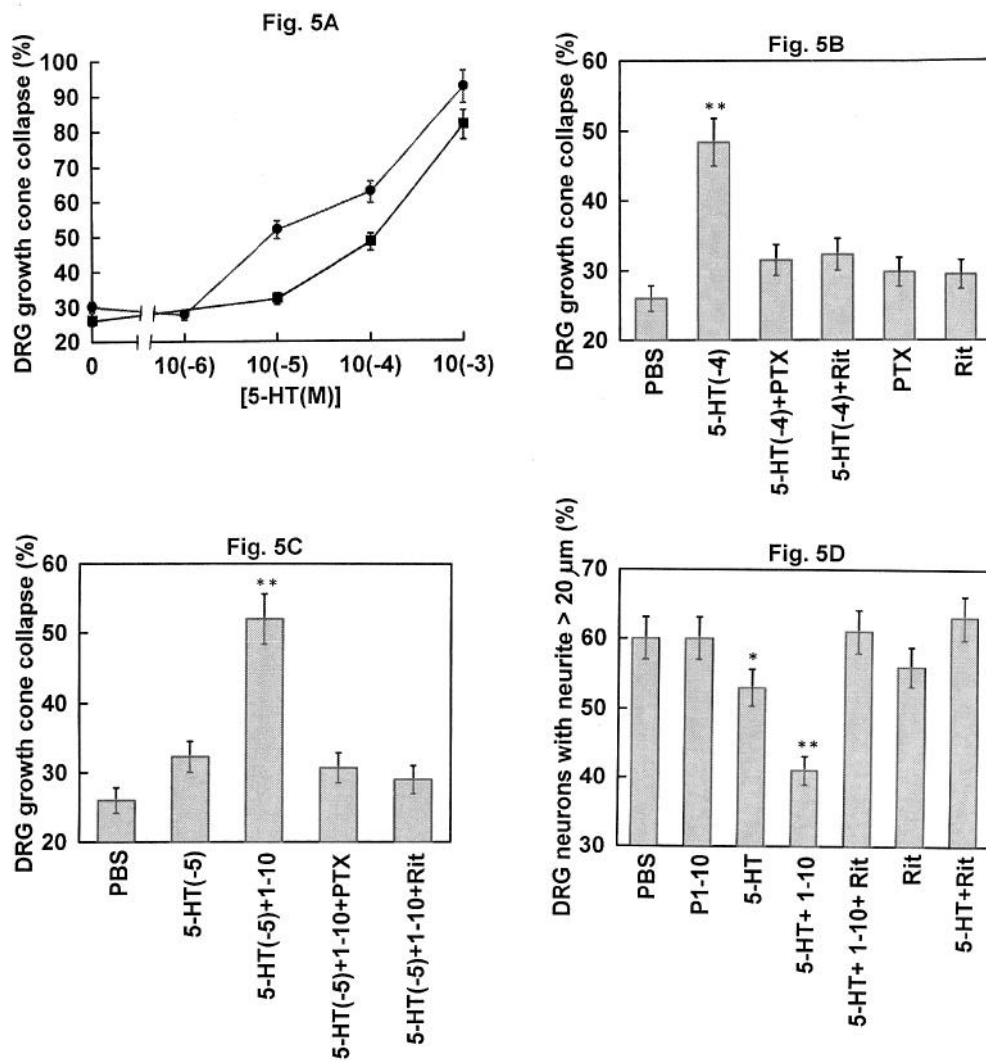 Fig. 5A
DRG growth cone collapse (%)
100
90
80
70
60
50
40
30
20
0
10(-6)
10(-5)
10(-4)
10(-3)
[5-HT(M)]
Fig. 5B
DRG growth cone collapse (%)
60
50
40
30
20
**
PBS
5-HT(-4)
5-HT(-4)+PTX
5-HT(-4)+Rit
PTX
Rit
Fig. 5C
DRG growth cone collapse (%)
60
50
40
30
20
**
PBS
5-HT(-5)
5-HT(-5)+1-10
5-HT(-5)+1-10+PTX
5-HT(-5)+1-10+Rit
Fig. 5D
DRG neurons with neurite > 20 µm (%)
70
60
50
40
30
*
**
PBS
P1-10
5-HT
5-HT+ 1-10
5-HT+ 1-10+ Rit
Rit
5-HT+Rit